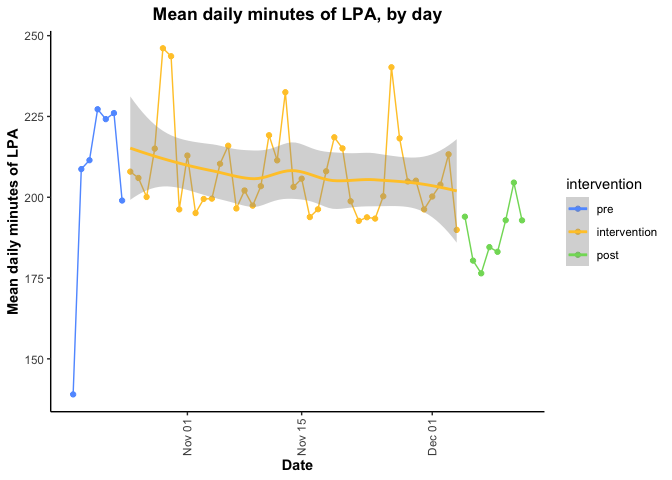 Mean daily minutes of LPA, by day
250
225
200
175
150
Mean daily minutes of LPA
Nov 01
Nov 15
Dec 01
Date
intervention
pre
intervention
post